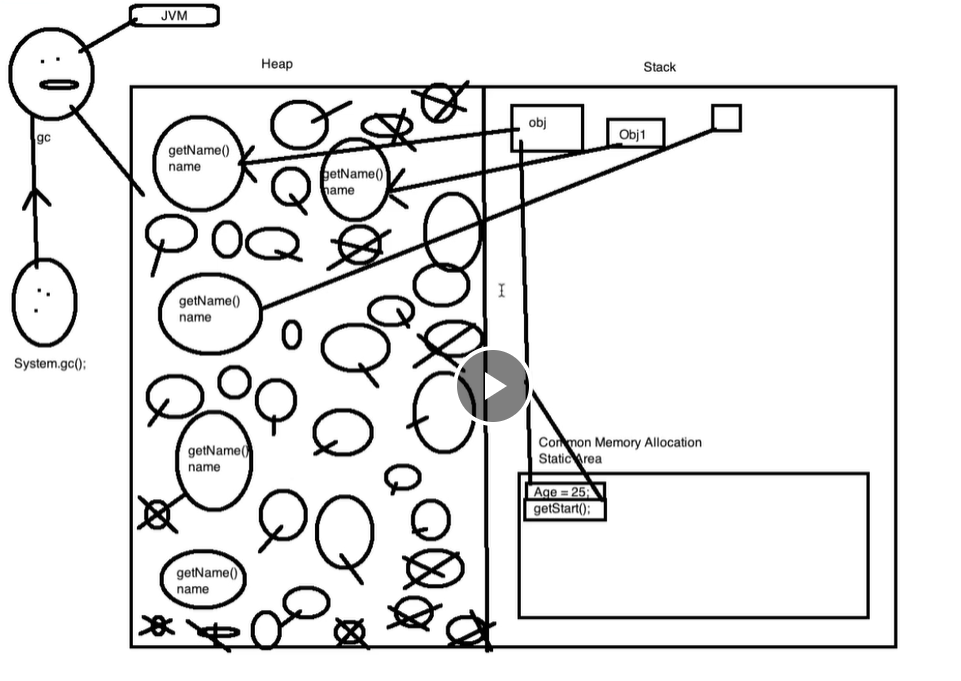 JVM
Heap
Stack
gc
System.gc();
getName()
name
getName()
name
getName()
name
getName()
name
getName()
name
obj
Obj1
Common Memory Allocation
Static Area
Age = 25;
getStart();